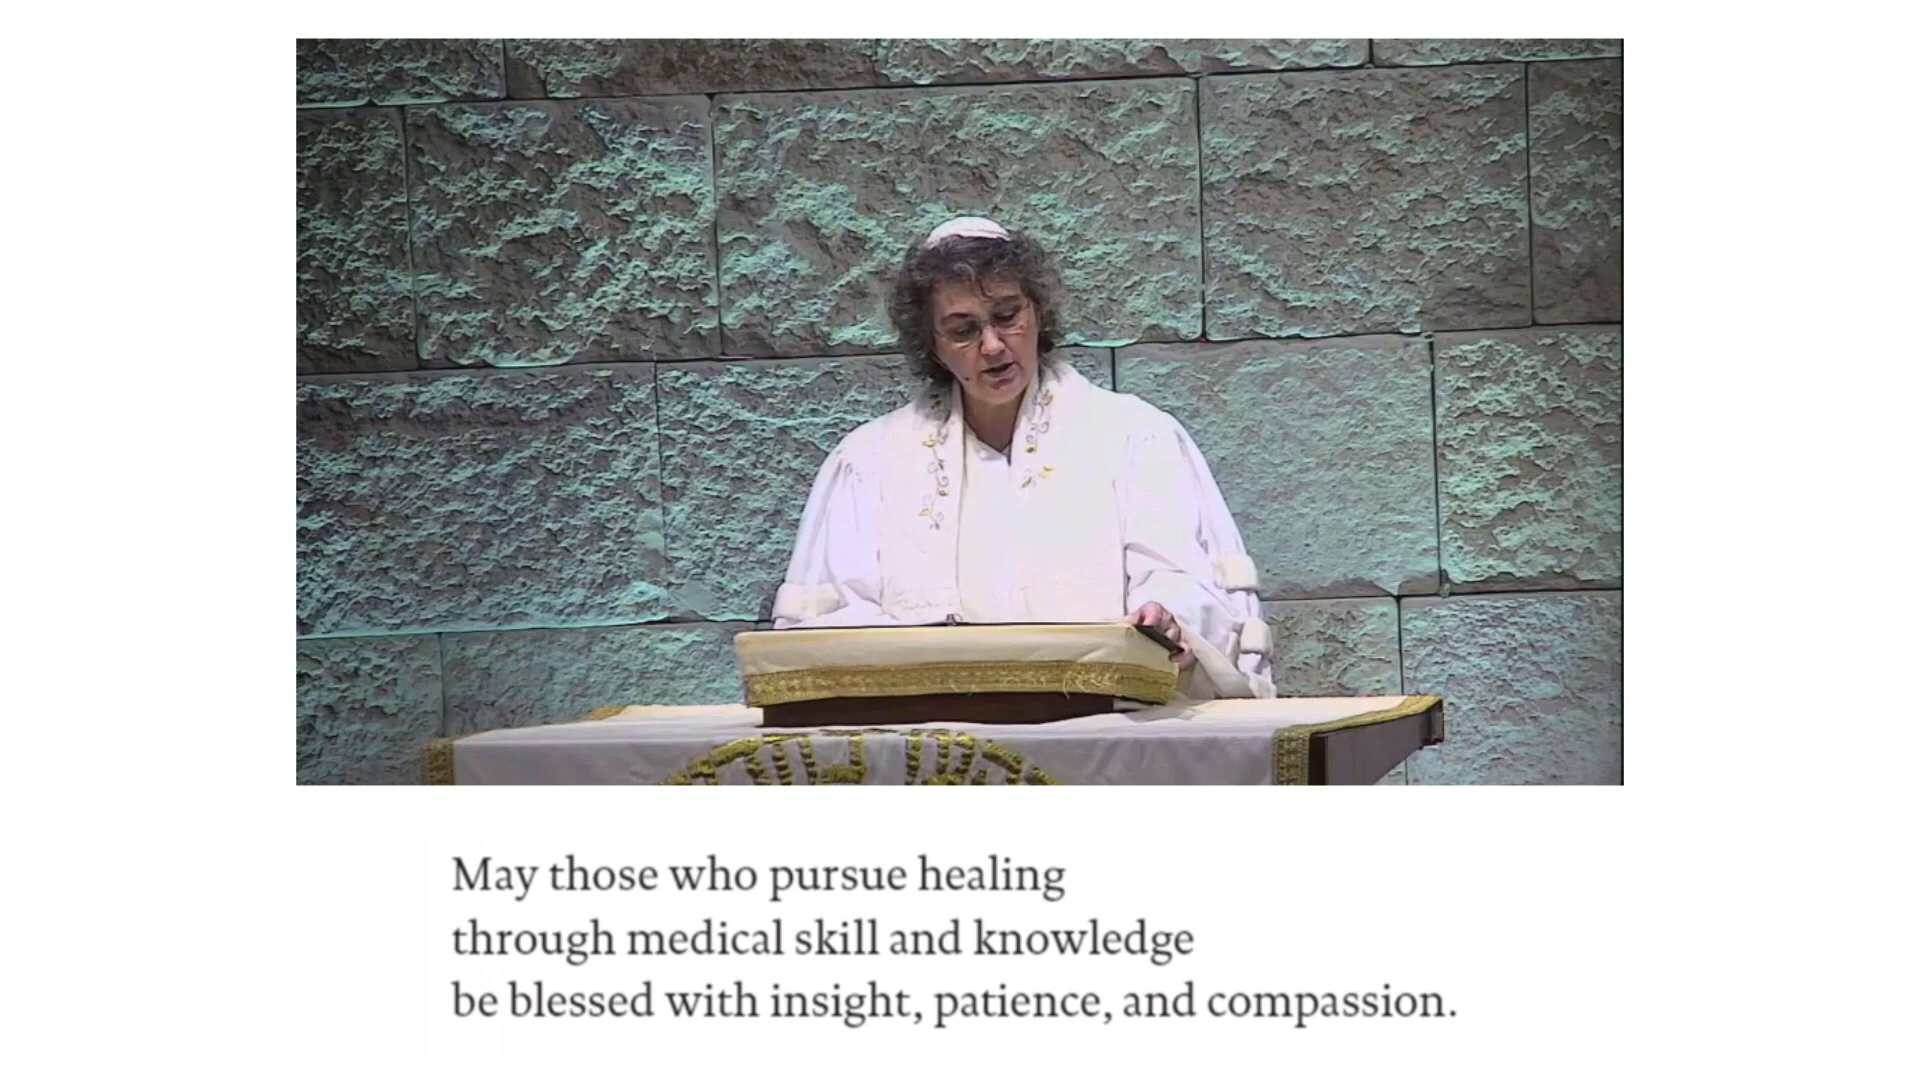 May those who pursue healing
through medical skill and knowledge
be blessed with insight, patience, and compassion.